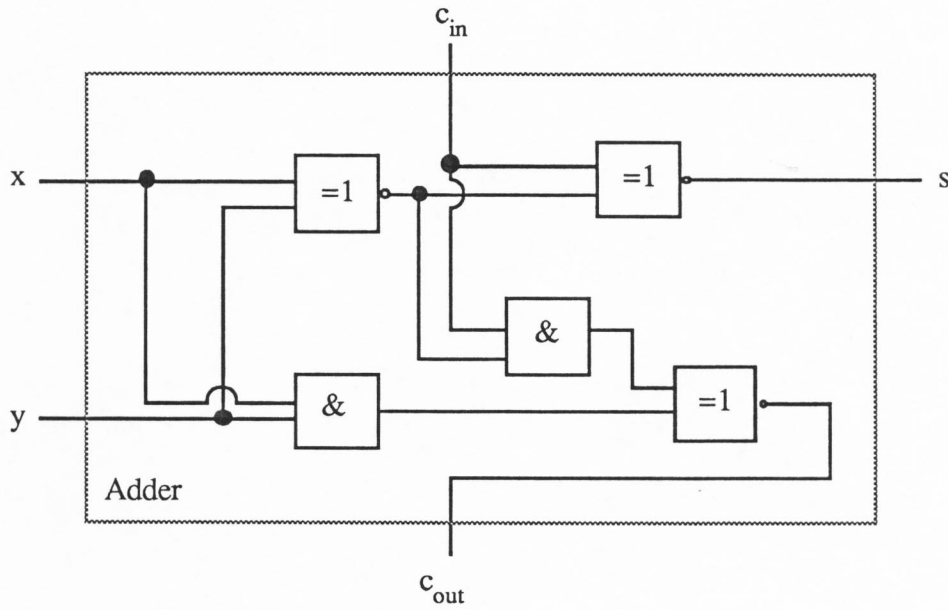 c_in
x
=1
=1
s
&
&
=1
y
Adder
c_out